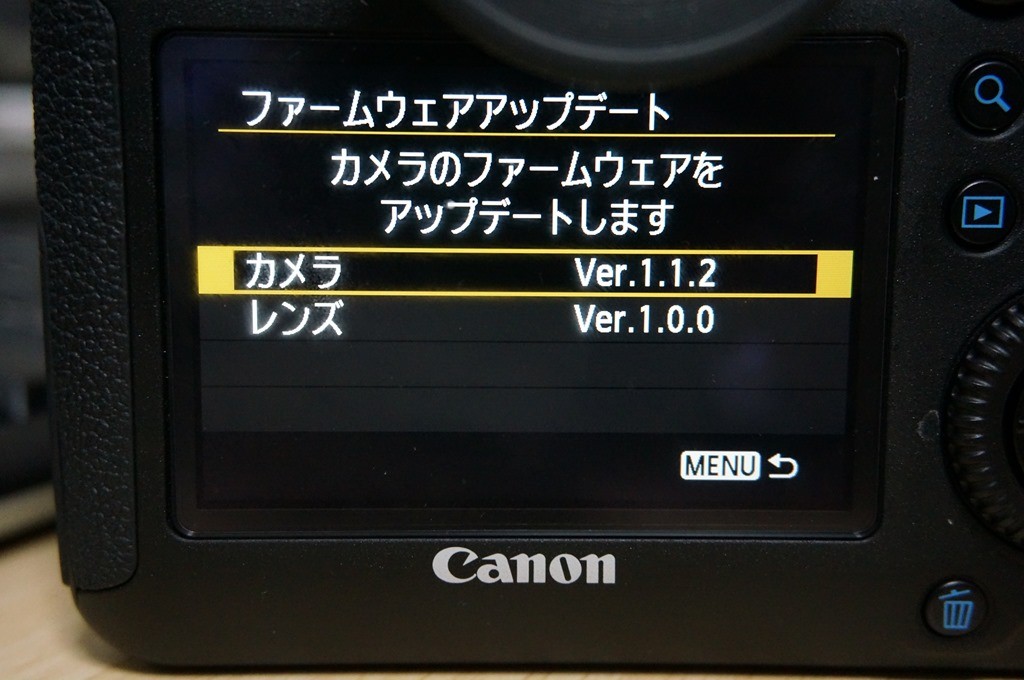 ファームウェアアップデート
カメラのファームウェアを
アップデートします
カメラ Ver.1.1.2
レンズ Ver.1.0.0
MENU
Canon